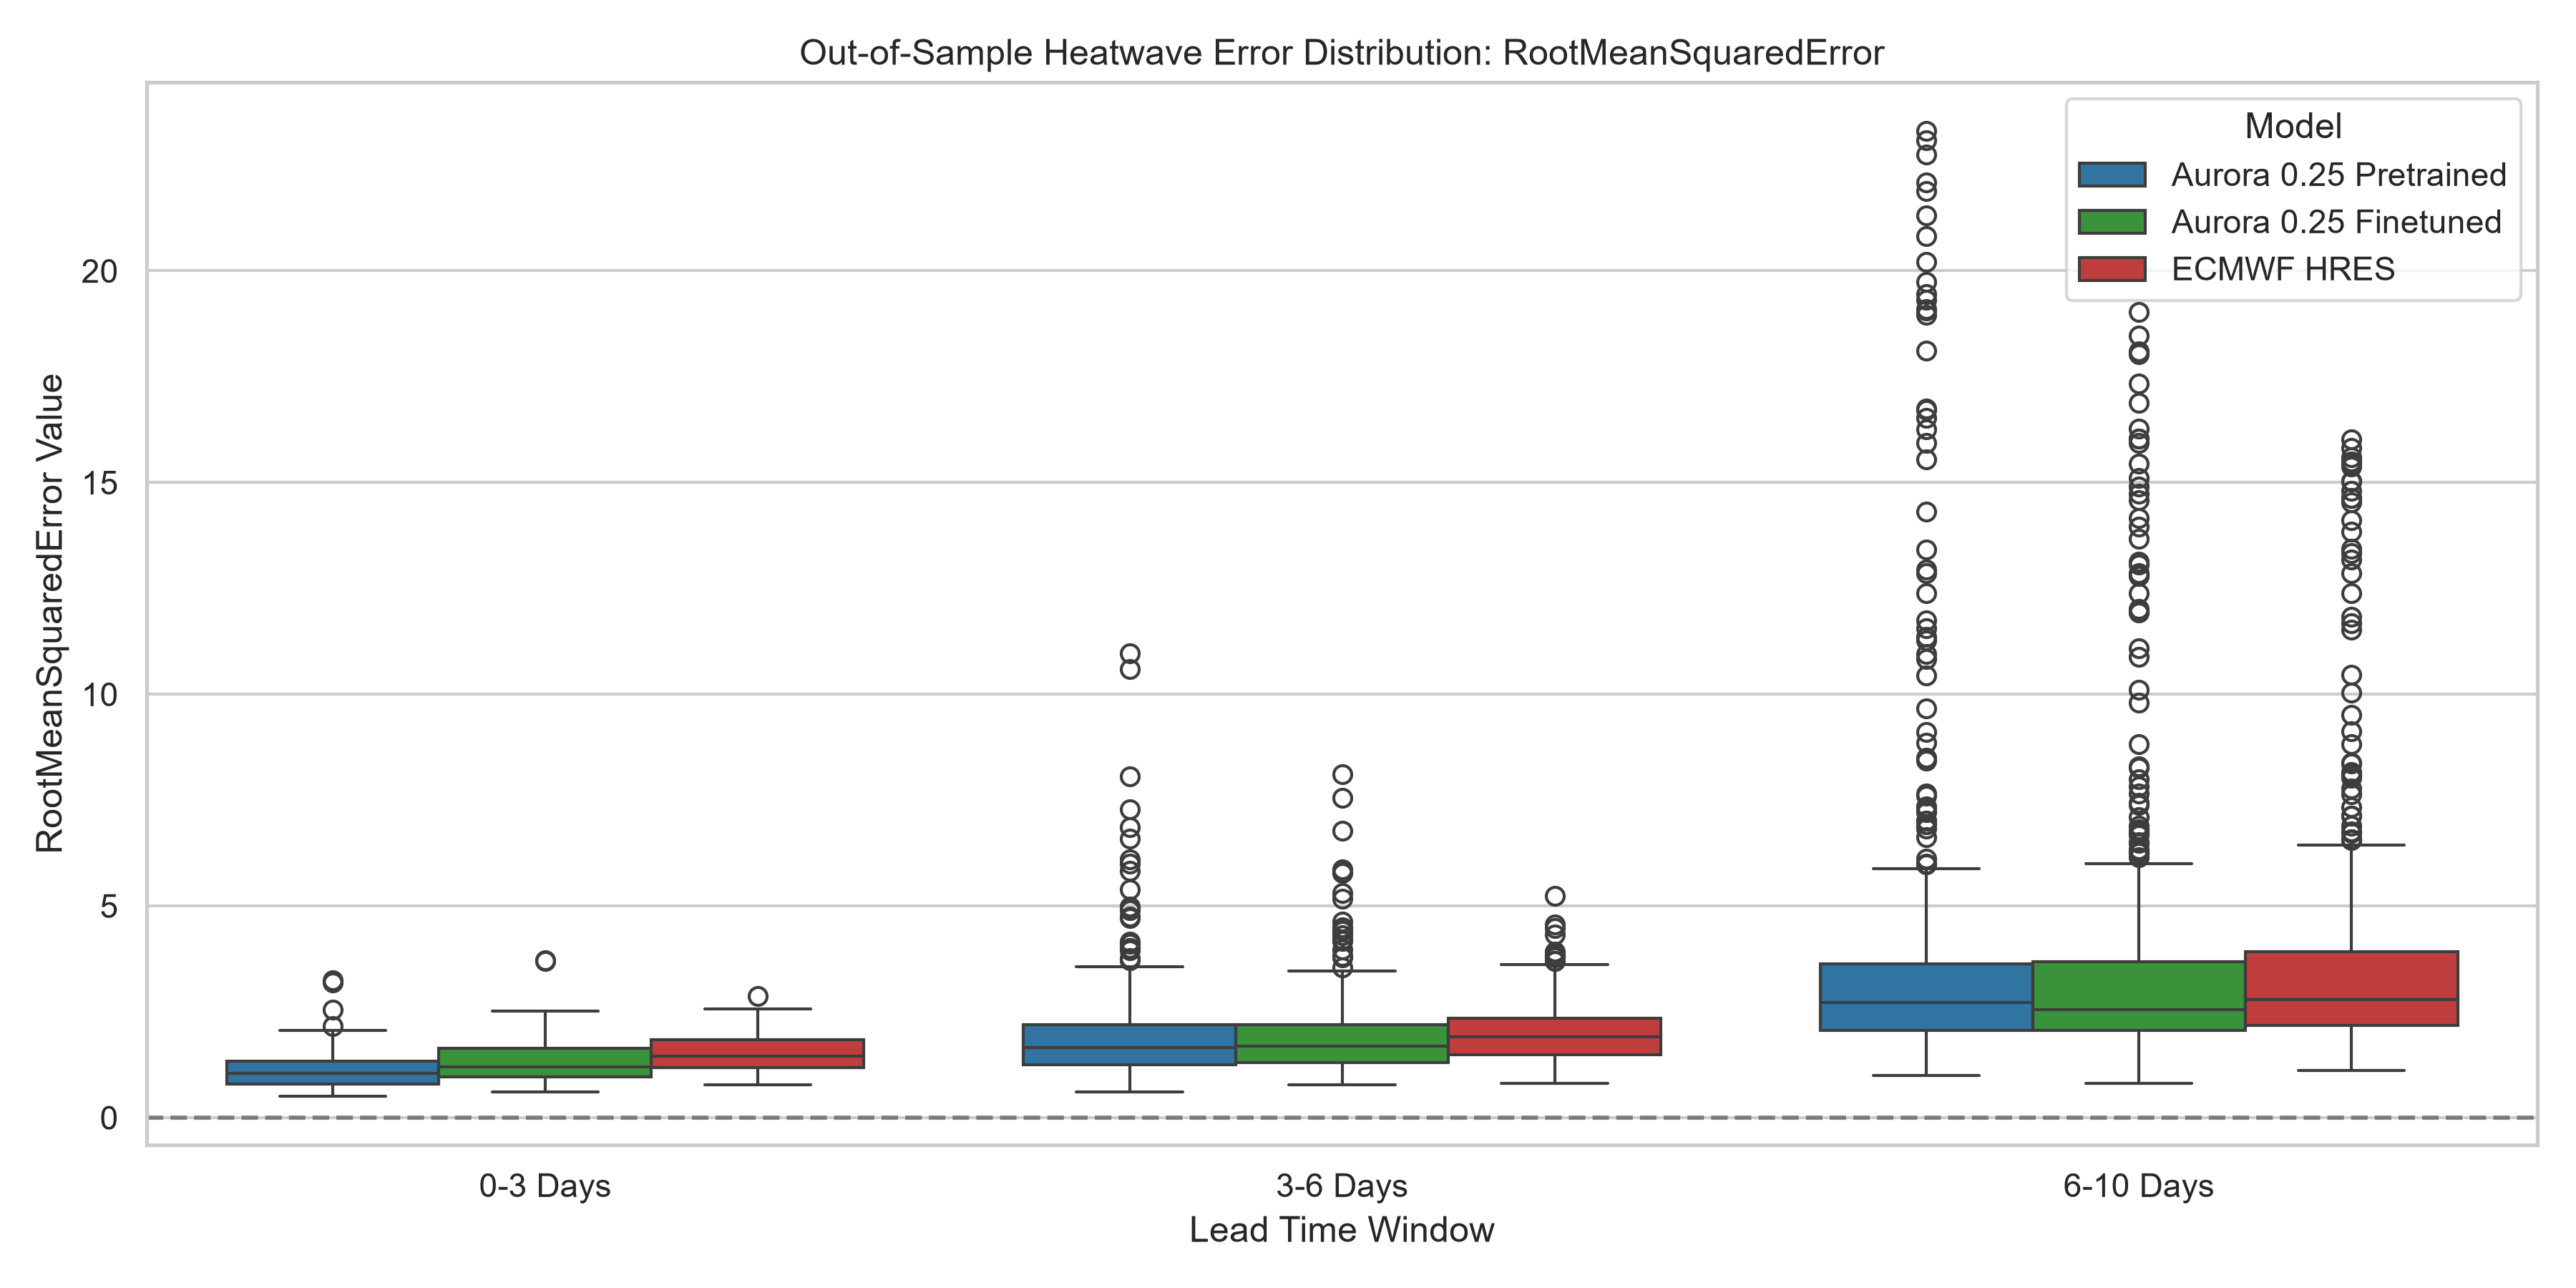 Out-of-Sample Heatwave Error Distribution: RootMeanSquaredError
Model
Aurora 0.25 Pretrained
Aurora 0.25 Finetuned
ECMWF HRES
RootMeanSquaredError Value
20
15
10
5
0
0-3 Days
3-6 Days
6-10 Days
Lead Time Window